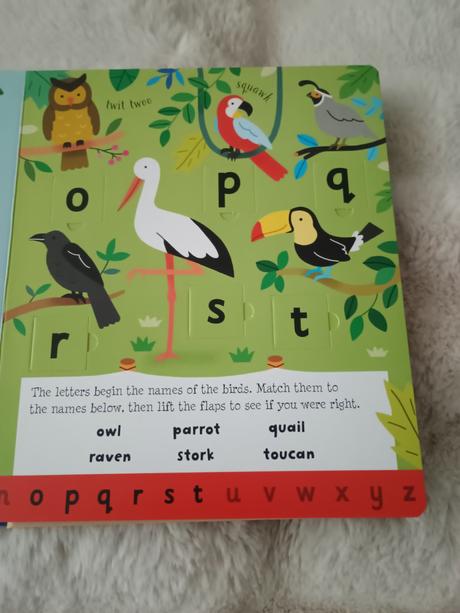 twit twoo
squawk
o
p
q
r
s
t
The letters begin the names of the birds. Match them to
the names below, then lift the flaps to see if you were right.
owl parrot quail
raven stork toucan
n o p q r s t u v w x y z